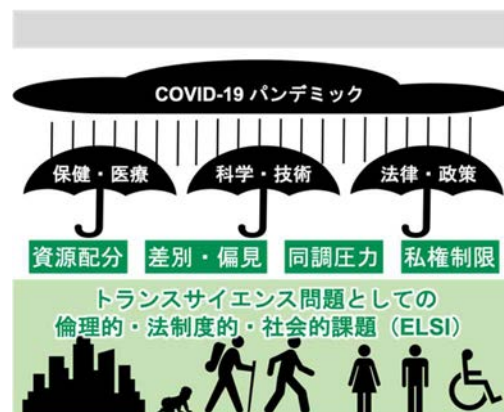 COVID-19 パンデミック
保健・医療 科学・技術 法律・政策
資源配分 差別・偏見 同調圧力 私権制限
トランスサイエンス問題としての
倫理的・法制度的・社会的課題（ELSI）